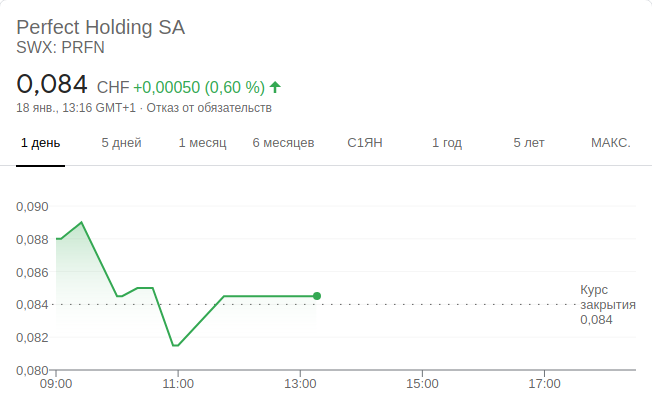 Perfect Holding SA
SWX: PRFN
0,084 CHF +0,00050 (0,60 %)
18 янв., 13:16 GMT+1 · Отказ от обязательств
1 день 5 дней 1 месяц 6 месяцев С1ЯН 1 год 5 лет МАКС.
0,090
0,088
0,086
0,084
0,082
0,080
Курс
закрытия
0,084
09:00 11:00 13:00 15:00 17:00